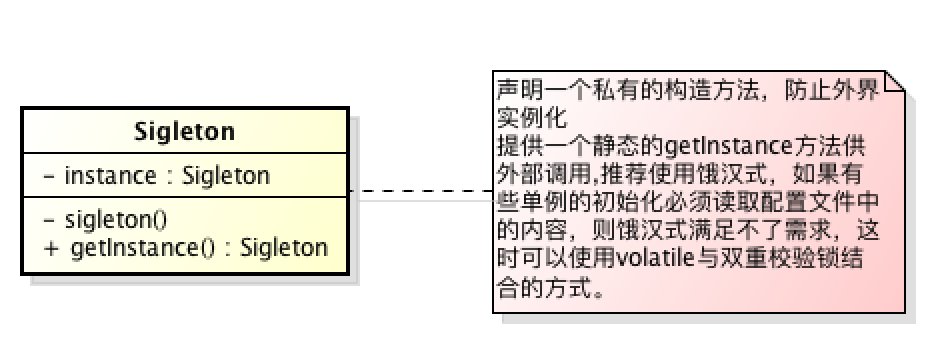 Sigleton
- instance : Sigleton
- sigleton()
+ getInstance() : Sigleton
声明一个私有的构造方法，防止外界
实例化
提供一个静态的getInstance方法供
外部调用,推荐使用饿汉式，如果有
些单例的初始化必须读取配置文件中
的内容，则饿汉式满足不了需求，这
时可以使用volatile与双重校验锁结
合的方式。